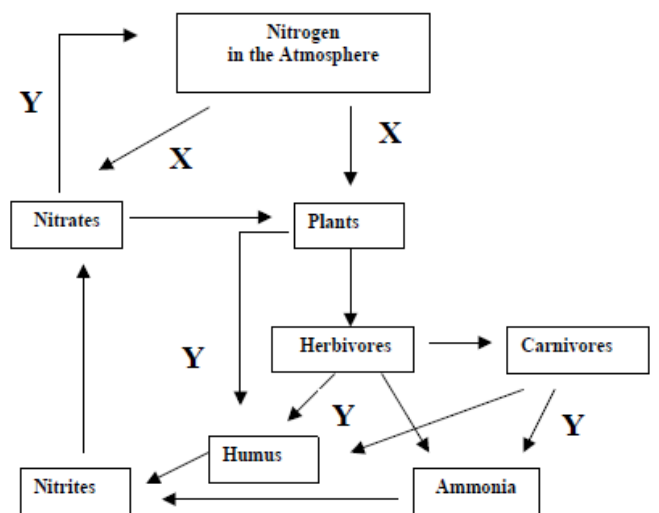 Nitrogen
in the Atmosphere
Y
X
X
Nitrates
Plants
Herbivores
Carnivores
Y
Y
Y
Humus
Nitrites
Ammonia